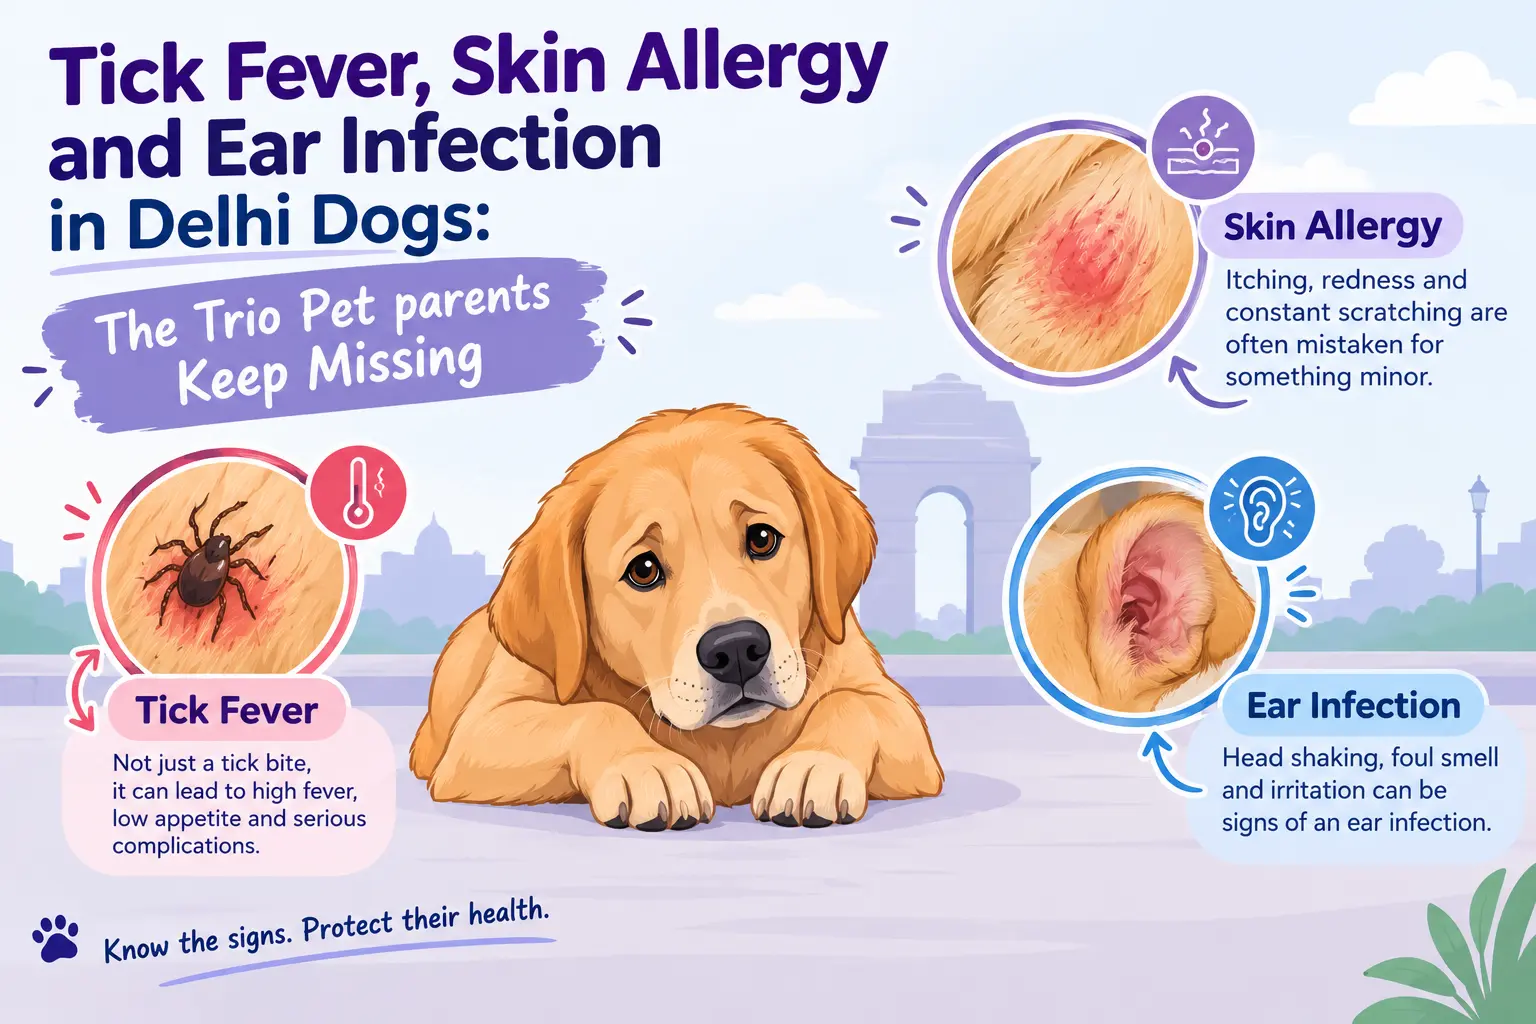 Tick Fever, Skin Allergy
and Ear Infection
in Delhi Dogs:
The Trio Pet parents
Keep Missing
Skin Allergy
Itching, redness and
constant scratching are
often mistaken for
something minor.
Tick Fever
Not just a tick bite,
it can lead to high fever,
low appetite and serious
complications.
Ear Infection
Head shaking, foul smell
and irritation can be
signs of an ear infection.
Know the signs. Protect their health.